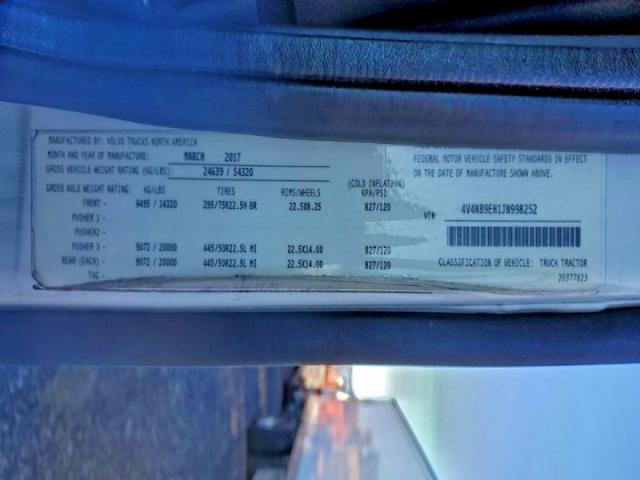 MANUFACTURED BY: VOLVO TRUCKS NORTH AMERICA
MONTH AND YEAR OF MANUFACTURE: MARCH 2017
GROSS VEHICLE WEIGHT RATING (KG/LBS) 24639 / 54320
GROSS AXLE WEIGHT RATING: KG/LBS TIRES RIMS/WHEELS (COLD INFLATION) KPA/PSI
FRONT - 6495 / 14320 295/75R22.5H BR 22.5X8.25 827/120
PUSHER 1 -
PUSHER2 -
PUSHER 3 - 9072 / 20000 445/50R22.5L MI 22.5X14.00 827/120
REAR (EACH) - 9072 / 20000 445/50R22.5L MI 22.5X14.00 827/120
TAG -
FEDERAL MOTOR VEHICLE SAFETY STANDARDS IN EFFECT
ON THE DATE OF MANUFACTURE SHOWN ABOVE.
VIN 4V4NB9EH1JN998252
CLASSIFICATION OF VEHICLE: TRUCK TRACTOR
20377823